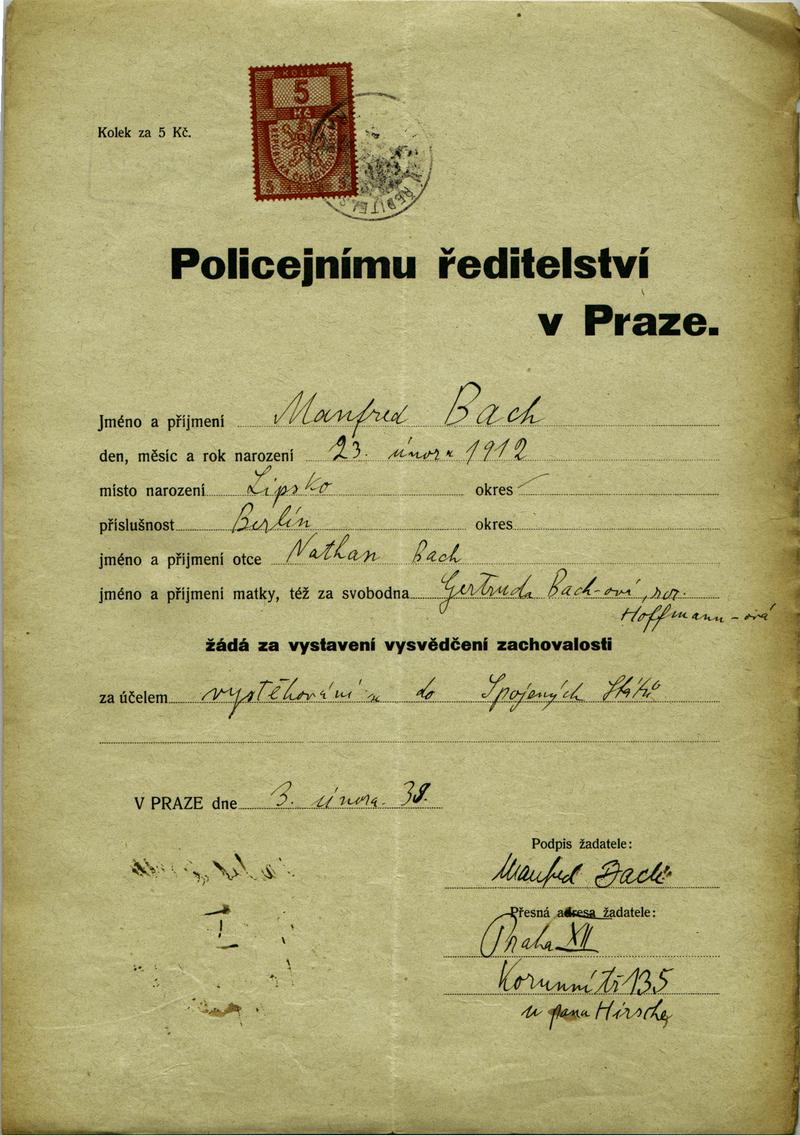 Kolek za 5 Kč.
KOLEK
5
Kč
5 5
ŘEDITEL
Policejnímu ředitelství
v Praze.
Jméno a příjmení Manfred Bach
den, měsíc a rok narození 23. února 1912
místo narození Lipsko okres
příslušnost Berlín okres
jméno a příjmení otce Nathan Bach
jméno a příjmení matky, též za svobodna Gertruda Bach-ová, roz.
Hoffmann-ová
žádá za vystavení vysvědčení zachovalosti
za účelem vystěhování do Spojených Států
V PRAZE dne 3. února 38.
Podpis žadatele:
Manfred Bach
Přesná adresa žadatele:
Praha XII
Korunní tř 135
u pana Hirsche